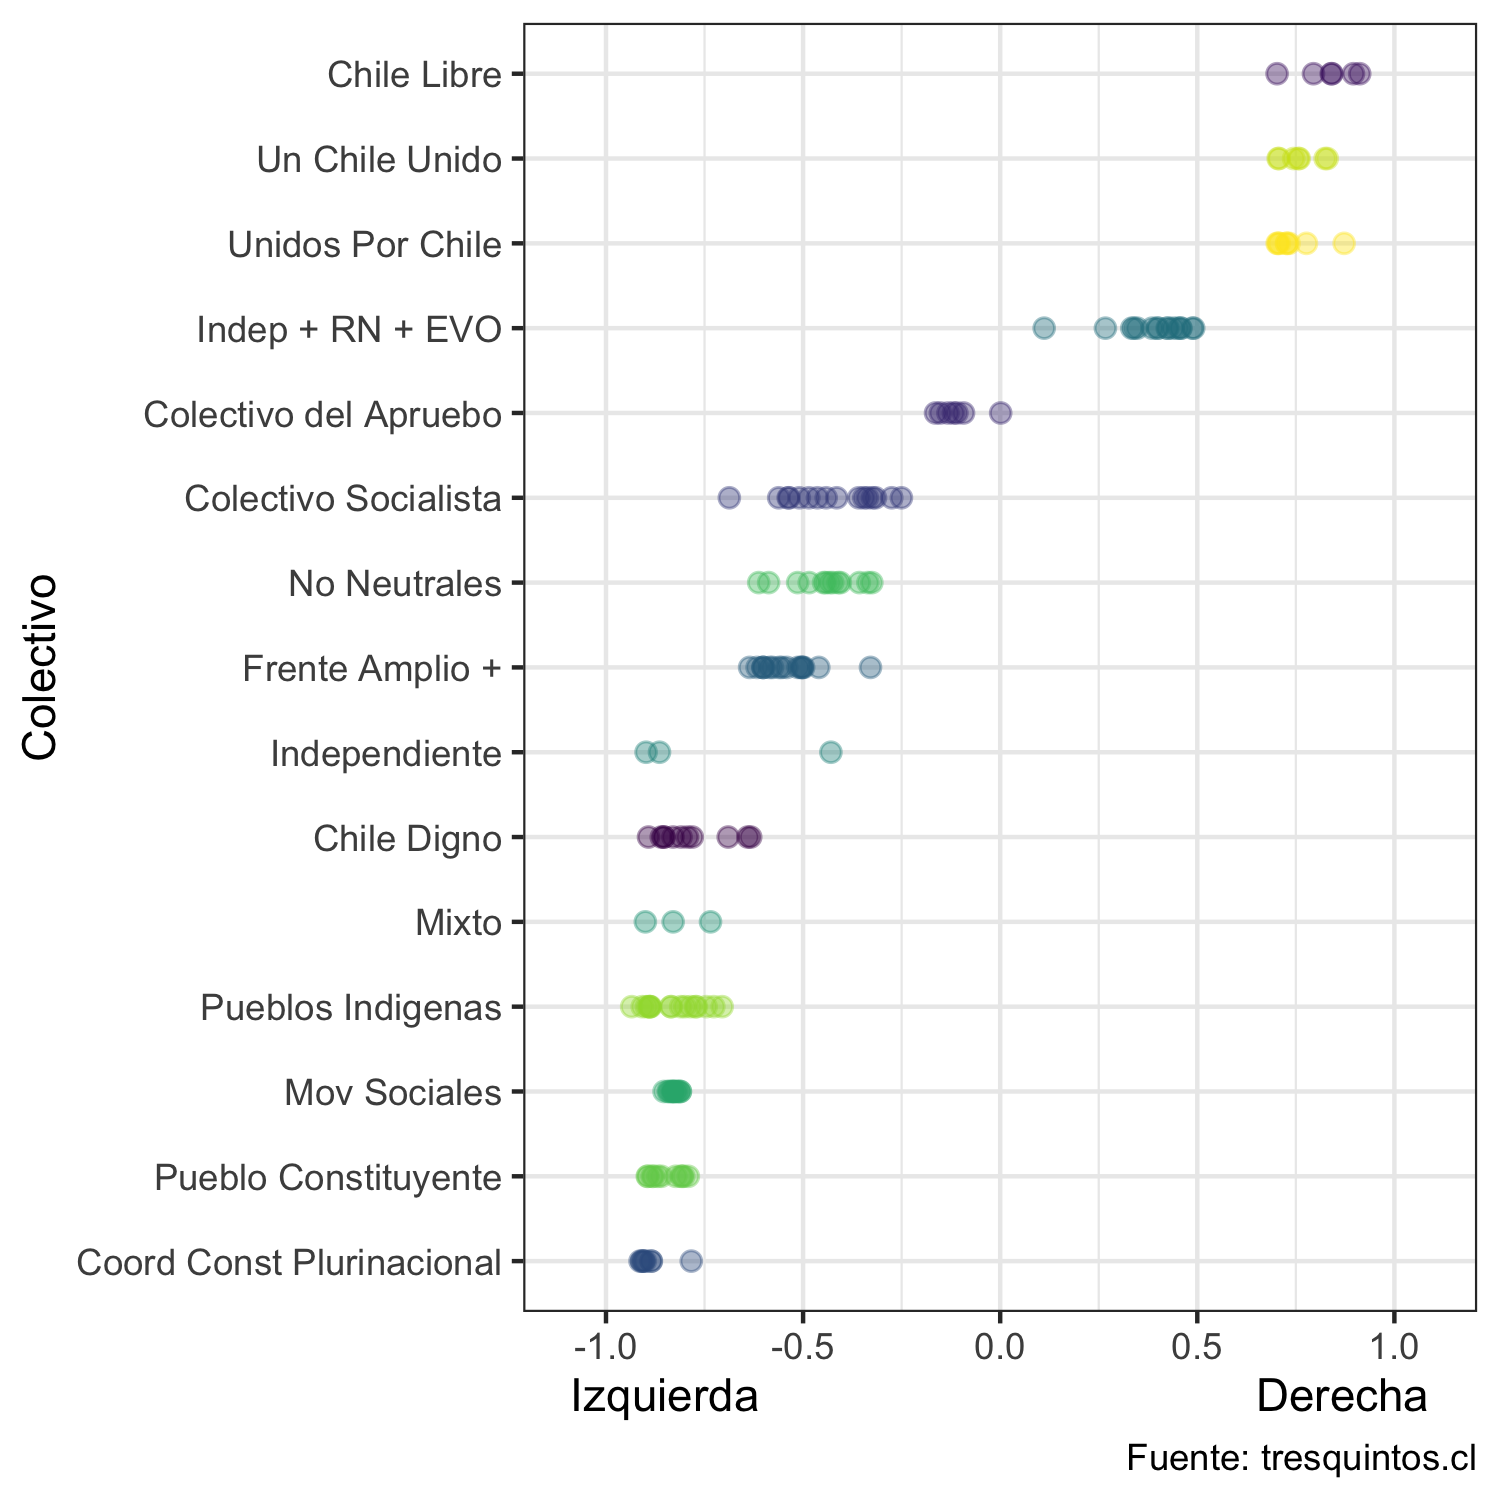 Colectivo
Chile Libre
Un Chile Unido
Unidos Por Chile
Indep + RN + EVO
Colectivo del Apruebo
Colectivo Socialista
No Neutrales
Frente Amplio +
Independiente
Chile Digno
Mixto
Pueblos Indigenas
Mov Sociales
Pueblo Constituyente
Coord Const Plurinacional
-1.0 -0.5 0.0 0.5 1.0
Izquierda Derecha
Fuente: tresquintos.cl